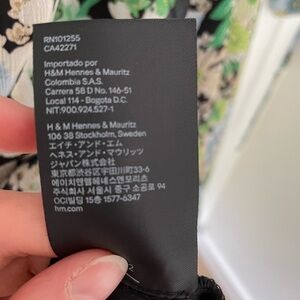 RN101255
CA42271
Importado por
H&M Hennes & Mauritz
Colombia S.A.S.
Carrera 58 D No. 146-51
Local 114 - Bogota D.C.
NIT:900.924.527-1
H & M Hennes & Mauritz
106 38 Stockholm, Sweden
エイチ・アンド・エム
ヘネス・アンド・マウリッツ
ジャパン株式会社
東京都渋谷区宇田川町33-6
에이치앤엠헤네스앤모리츠
주식회사 서울시 중구 소공로 94
OCI빌딩 15층 1577-6347
hm.com